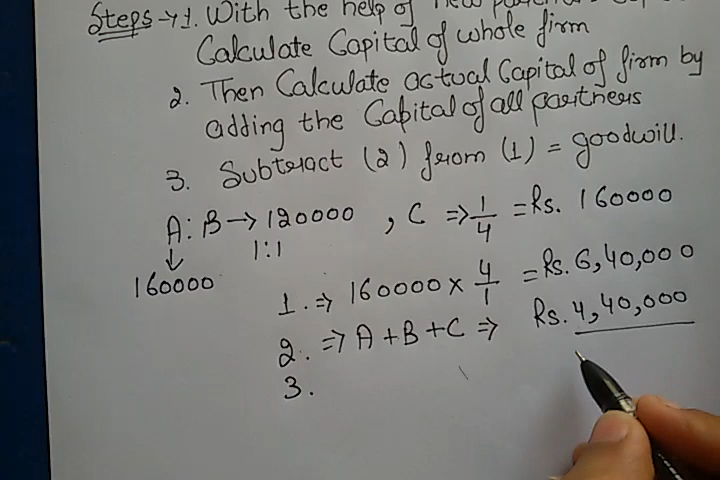 Steps → 1. With the help of new
Calculate Capital of whole firm
2. Then Calculate actual Capital of firm by
adding the Capital of all partners
3. Subtract (2) from (1) = goodwill.
A : B → 120000 , C ⇒ 1/4 = Rs. 160000
↓ 1:1
160000
1. ⇒ 160000 × 4/1 = Rs. 6,40,000
2. ⇒ A + B + C ⇒ Rs. 4,40,000
3.